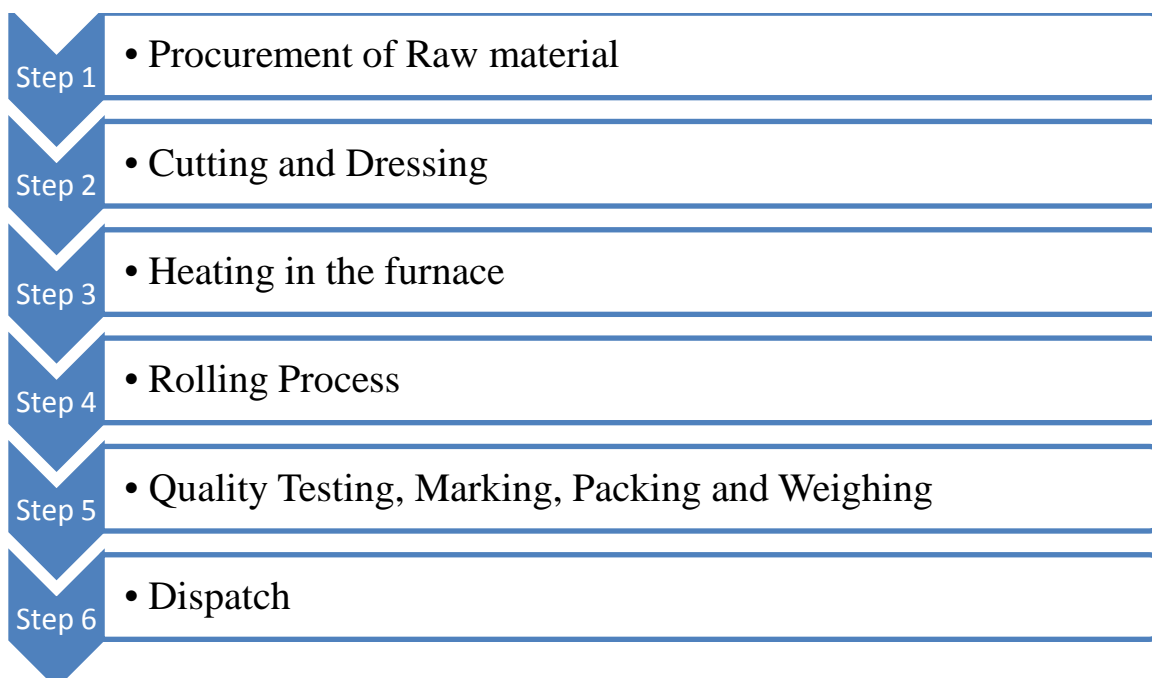 Step 1
• Procurement of Raw material
Step 2
• Cutting and Dressing
Step 3
• Heating in the furnace
Step 4
• Rolling Process
Step 5
• Quality Testing, Marking, Packing and Weighing
Step 6
• Dispatch